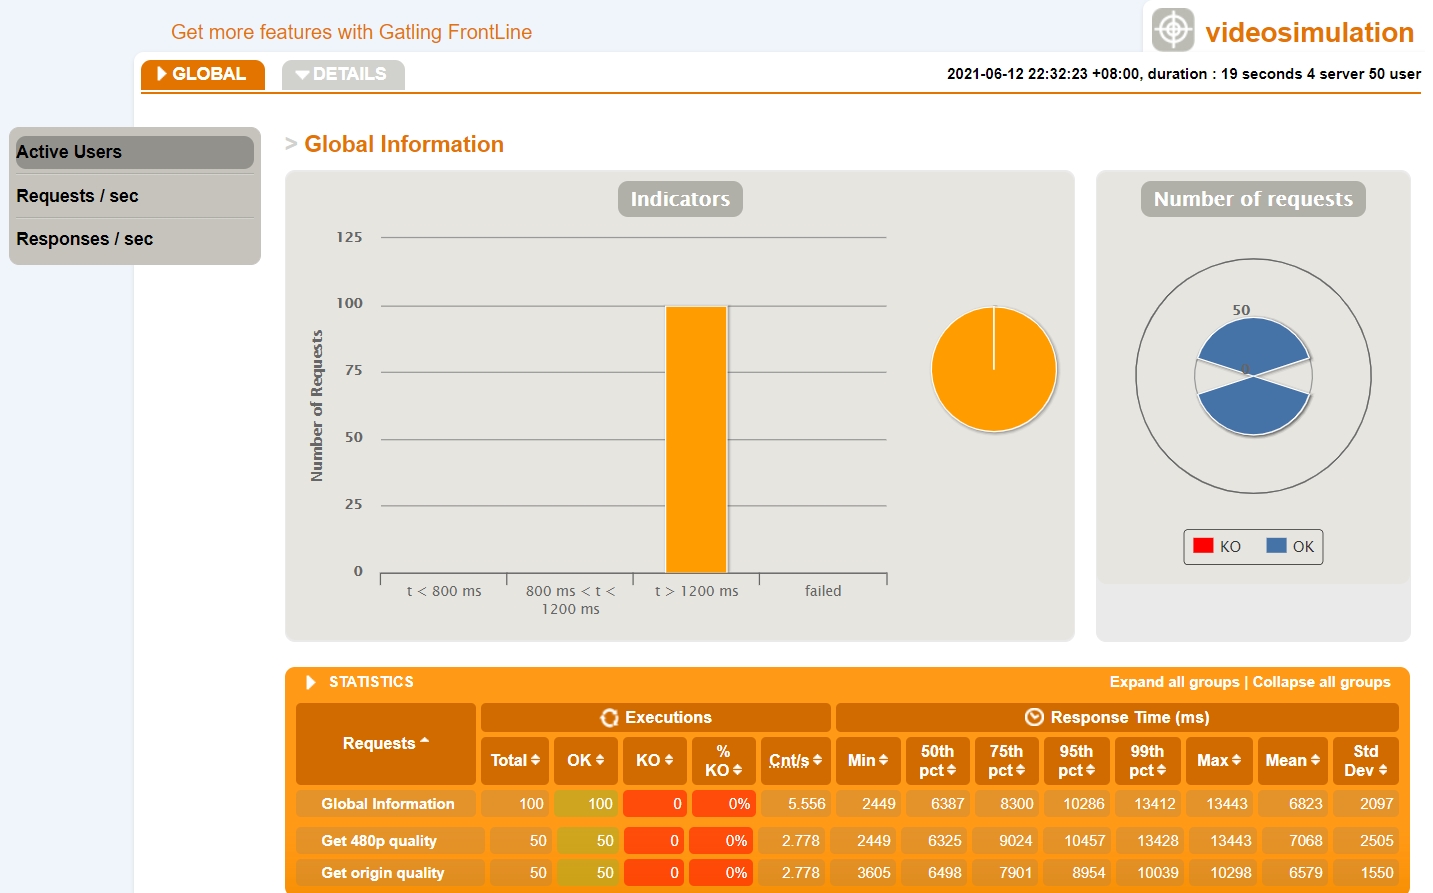 Get more features with Gatling FrontLine
videosimulation
GLOBAL
DETAILS
2021-06-12 22:32:23 +08:00, duration : 19 seconds 4 server 50 user
Active Users
Requests / sec
Responses / sec
> Global Information
Indicators
125
100
75
50
25
0
Number of Requests
t < 800 ms
800 ms < t <
1200 ms
t > 1200 ms
failed
Number of requests
50
0
KO OK
STATISTICS
Expand all groups | Collapse all groups
Requests
Executions
Response Time (ms)
Total OK KO % KO Cnt/s Min 50th pct 75th pct 95th pct 99th pct Max Mean Std Dev
Global Information 100 100 0 0% 5.556 2449 6387 8300 10286 13412 13443 6823 2097
Get 480p quality 50 50 0 0% 2.778 2449 6325 9024 10457 13428 13443 7068 2505
Get origin quality 50 50 0 0% 2.778 3605 6498 7901 8954 10039 10298 6579 1550